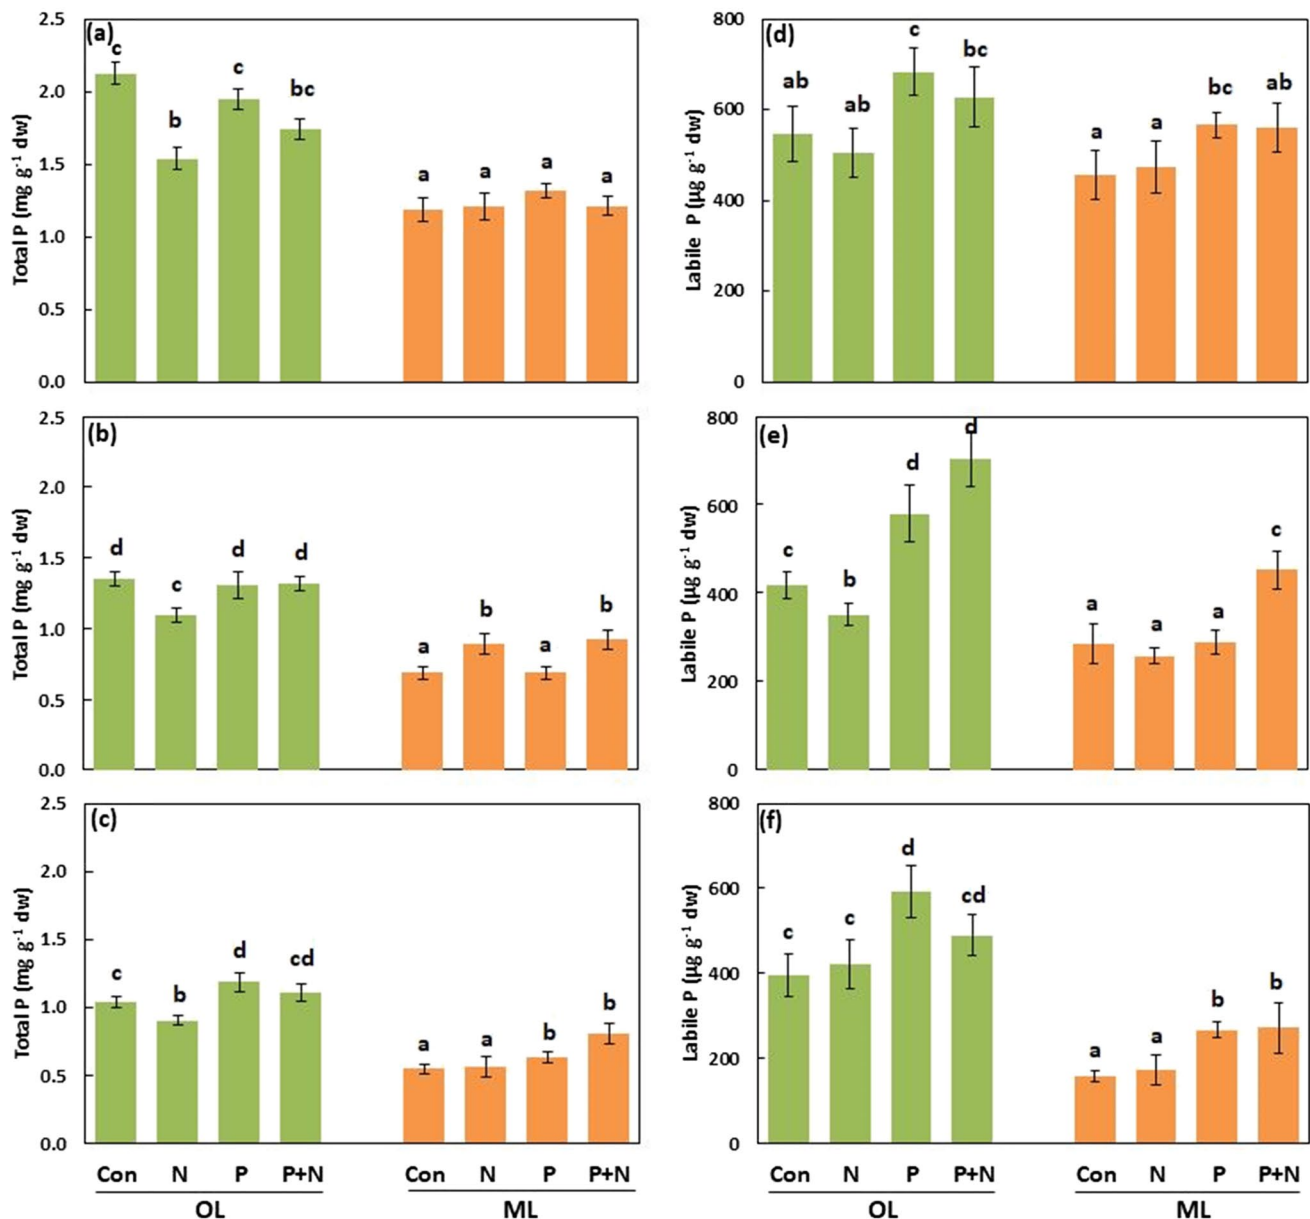 (a)
Total P (mg g⁻¹ dw)
2.5
2.0
1.5
1.0
0.5
0.0
c b c bc a a a a
(d)
Labile P (µg g⁻¹ dw)
800
600
400
200
0
ab ab c bc a a bc ab
(b)
Total P (mg g⁻¹ dw)
2.5
2.0
1.5
1.0
0.5
0.0
d c d d a b a b
(e)
Labile P (µg g⁻¹ dw)
800
600
400
200
0
c b d d a a a c
(c)
Total P (mg g⁻¹ dw)
2.5
2.0
1.5
1.0
0.5
0.0
c b d cd a a b b
Con N P P+N Con N P P+N
OL ML
(f)
Labile P (µg g⁻¹ dw)
800
600
400
200
0
c c d cd a a b b
Con N P P+N Con N P P+N
OL ML